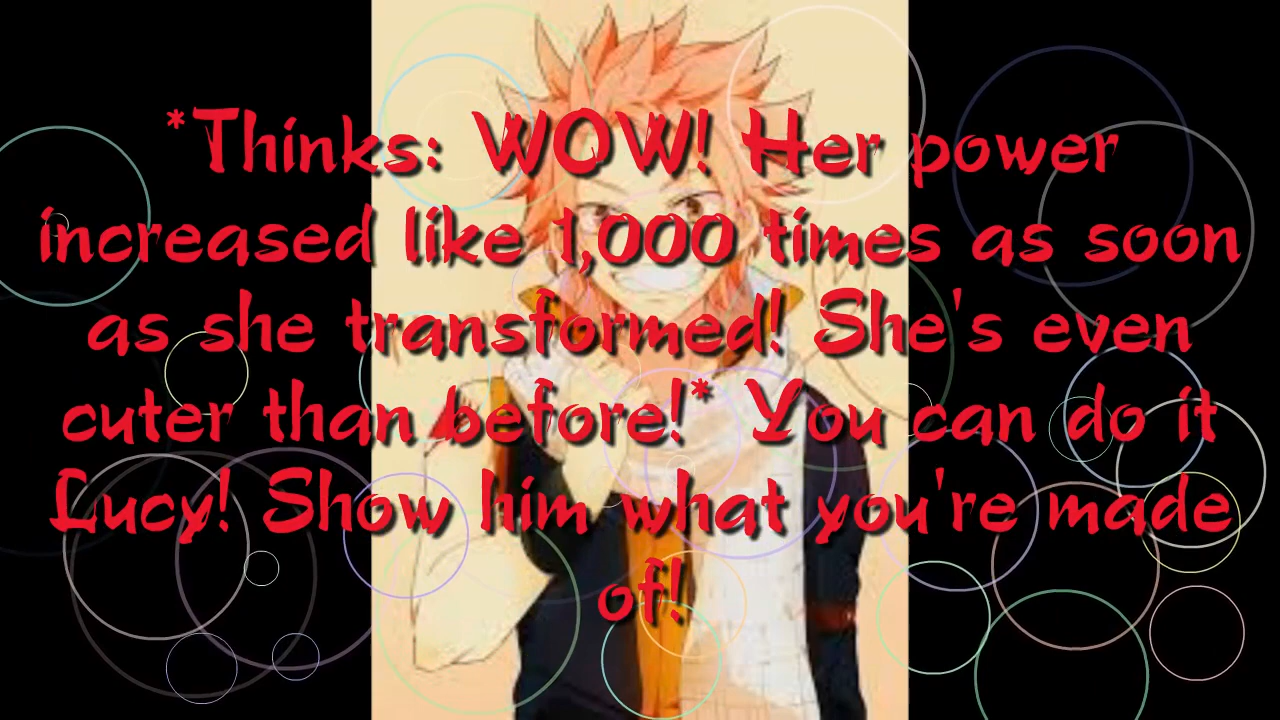 *Thinks: WOW! Her power
increased like 1,000 times as soon
as she transformed! She's even
cuter than before!* You can do it
Lucy! Show him what you're made
of!